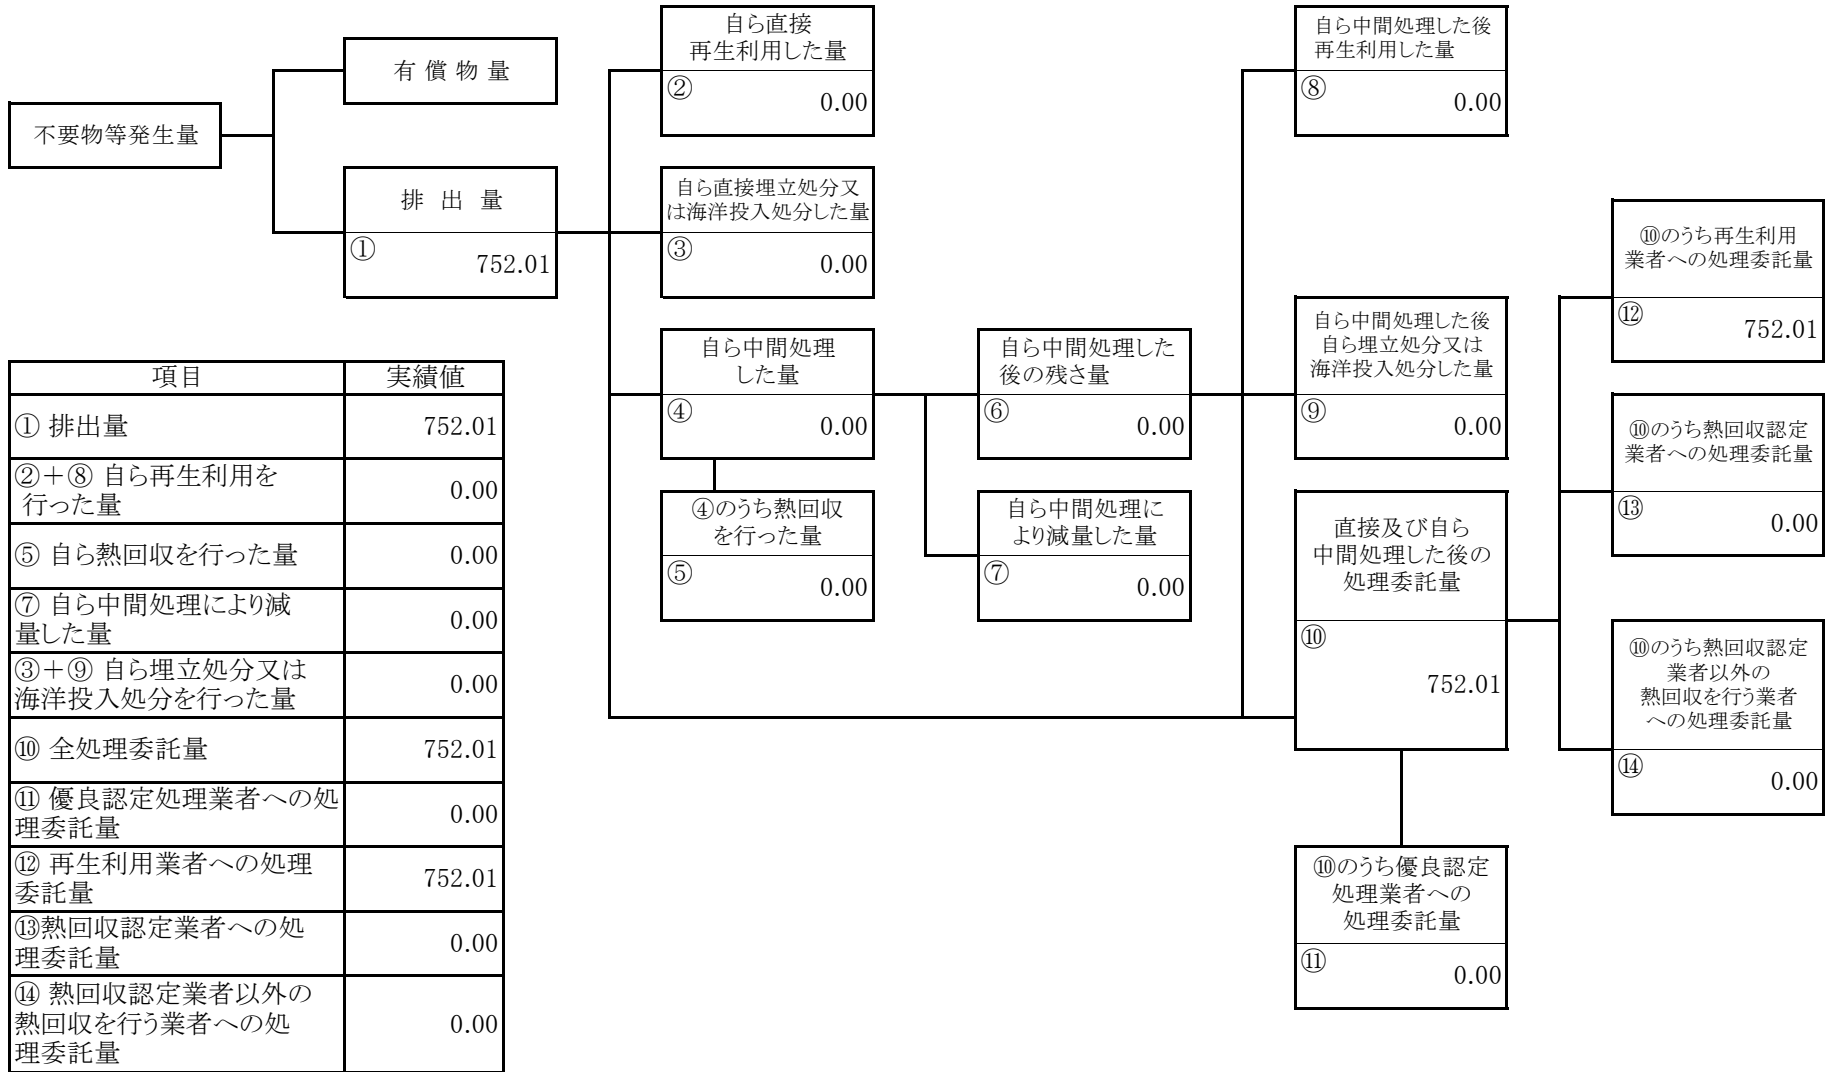 不要物等発生量
有 償 物 量
排 出 量
①
752.01
自ら直接
再生利用した量
②
0.00
自ら直接埋立処分又
は海洋投入処分した量
③
0.00
自ら中間処理
した量
④
0.00
④のうち熱回収
を行った量
⑤
0.00
自ら中間処理した
後の残さ量
⑥
0.00
自ら中間処理に
より減量した量
⑦
0.00
自ら中間処理した後
再生利用した量
⑧
0.00
自ら中間処理した後
自ら埋立処分又は
海洋投入処分した量
⑨
0.00
直接及び自ら
中間処理した後の
処理委託量
⑩
752.01
⑩のうち優良認定
処理業者への
処理委託量
⑪
0.00
⑩のうち再生利用
業者への処理委託量
⑫
752.01
⑩のうち熱回収認定
業者への処理委託量
⑬
0.00
⑩のうち熱回収認定
業者以外の
熱回収を行う業者
への処理委託量
⑭
0.00
項目 実績値
① 排出量 752.01
②＋⑧ 自ら再生利用を
行った量 0.00
⑤ 自ら熱回収を行った量 0.00
⑦ 自ら中間処理により減
量した量 0.00
③＋⑨ 自ら埋立処分又は
海洋投入処分を行った量 0.00
⑩ 全処理委託量 752.01
⑪ 優良認定処理業者への処
理委託量 0.00
⑫ 再生利用業者への処理
委託量 752.01
⑬熱回収認定業者への処
理委託量 0.00
⑭ 熱回収認定業者以外の
熱回収を行う業者への処
理委託量 0.00